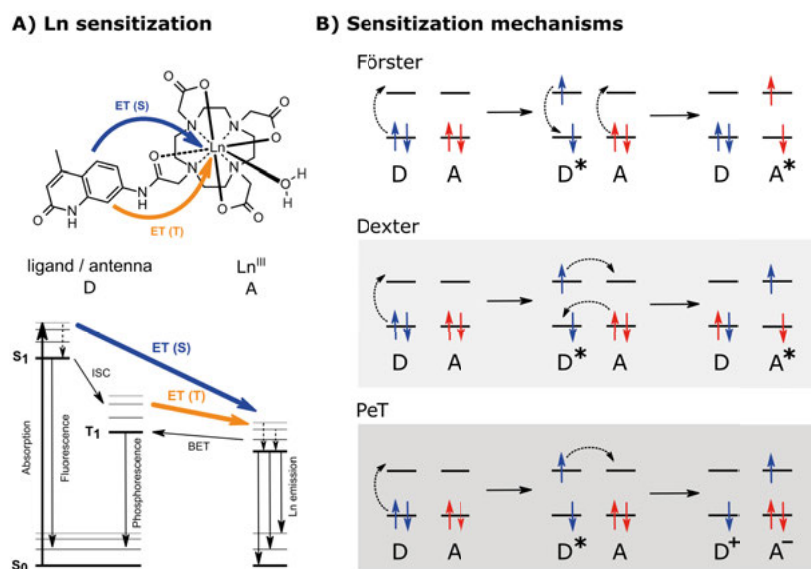 A) Ln sensitization
ET (S)
O
O
O
N
N
Ln
O
O
N
N
O
N
H
O
H
H
O
N
H
O
O
ET (T)
ligand / antenna
D
Ln^III
A
ET (S)
S₁
ISC
ET (T)
T₁
BET
Absorption
Fluorescence
Phosphorescence
Ln emission
S₀
B) Sensitization mechanisms
Förster
D A D* A D A*
Dexter
D A D* A D A*
PeT
D A D* A D⁺ A⁻